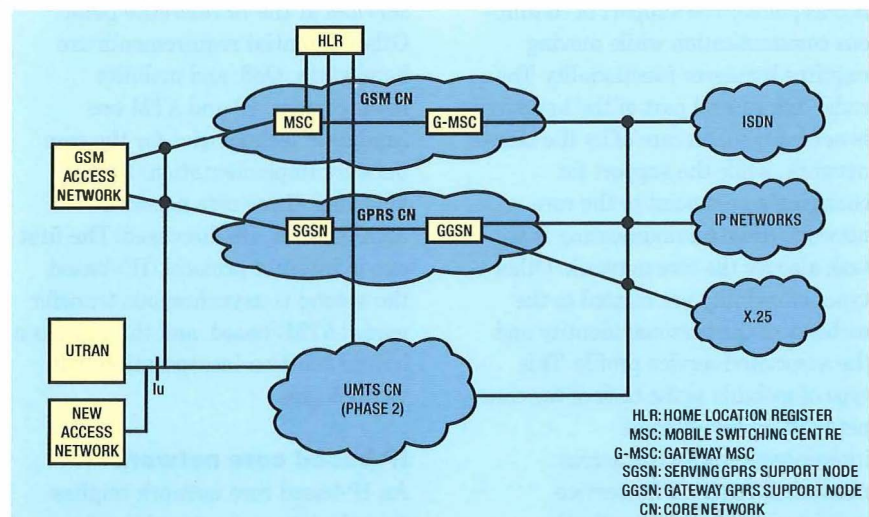 HLR
GSM CN
MSC
G-MSC
ISDN
GSM
ACCESS
NETWORK
GPRS CN
SGSN
GGSN
IP NETWORKS
X.25
UTRAN
Iu
NEW
ACCESS
NETWORK
UMTS CN
(PHASE 2)
HLR: HOME LOCATION REGISTER
MSC: MOBILE SWITCHING CENTRE
G-MSC: GATEWAY MSC
SGSN: SERVING GPRS SUPPORT NODE
GGSN: GATEWAY GPRS SUPPORT NODE
CN: CORE NETWORK